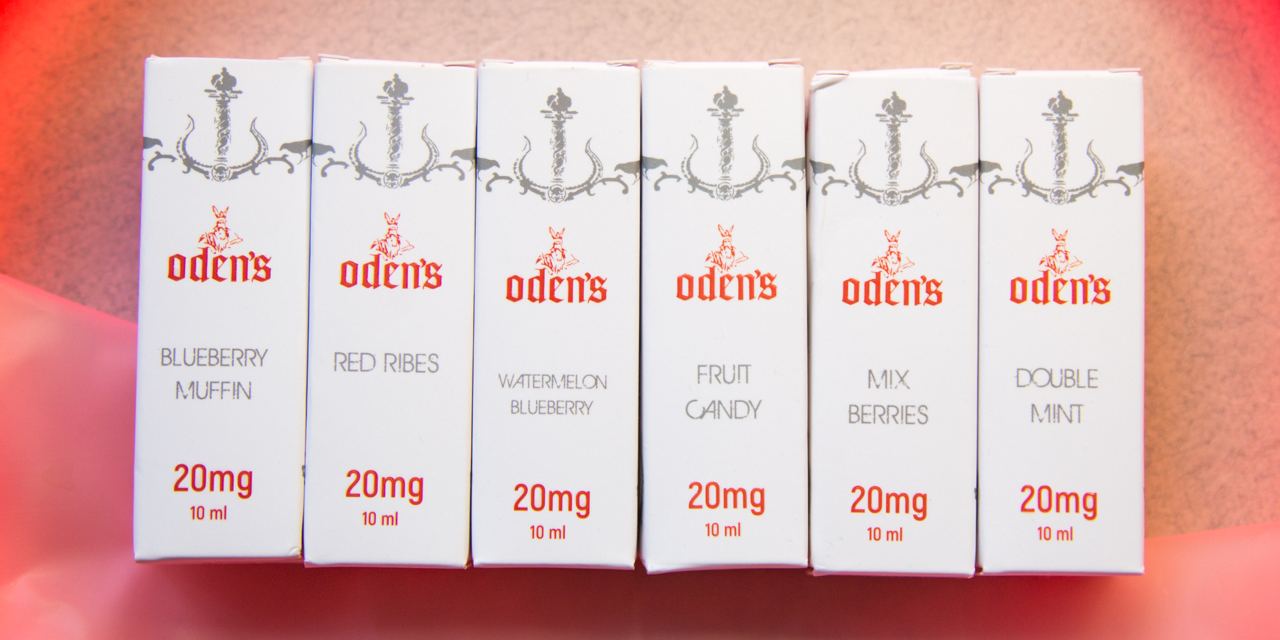 oden's
BLUEBERRY
MUFFIN
20mg
10 ml
oden's
RED RIBES
20mg
10 ml
oden's
WATERMELON
BLUEBERRY
20mg
10 ml
oden's
FRUIT
CANDY
20mg
10 ml
oden's
MIX
BERRIES
20mg
10 ml
oden's
DOUBLE
MINT
20mg
10 ml